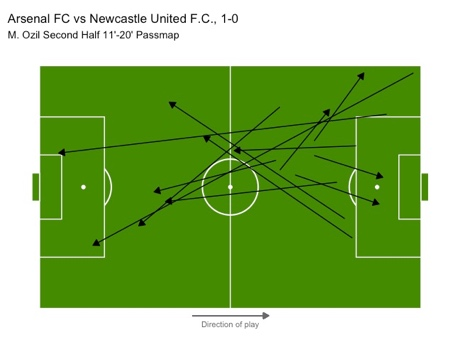 Arsenal FC vs Newcastle United F.C., 1-0
M. Ozil Second Half 11'-20' Passmap
Direction of play